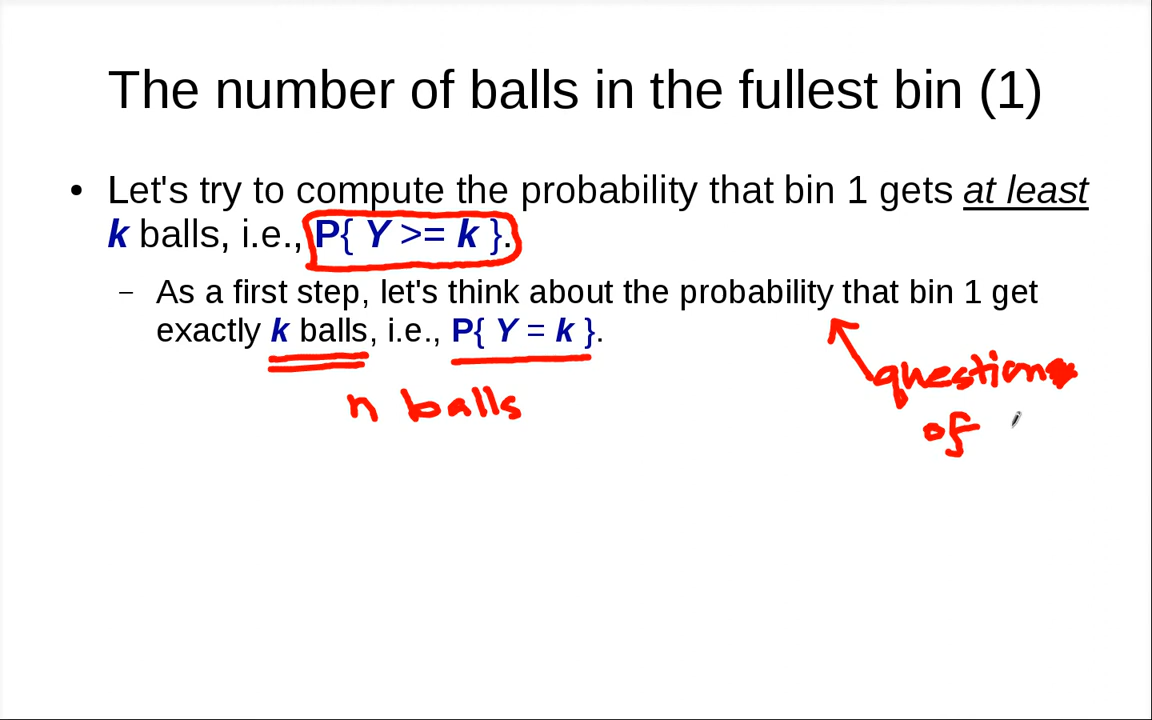 The number of balls in the fullest bin (1)
• Let's try to compute the probability that bin 1 gets at least
k balls, i.e., P{ Y >= k }.
– As a first step, let's think about the probability that bin 1 get
exactly k balls, i.e., P{ Y = k }.
question
n balls
of